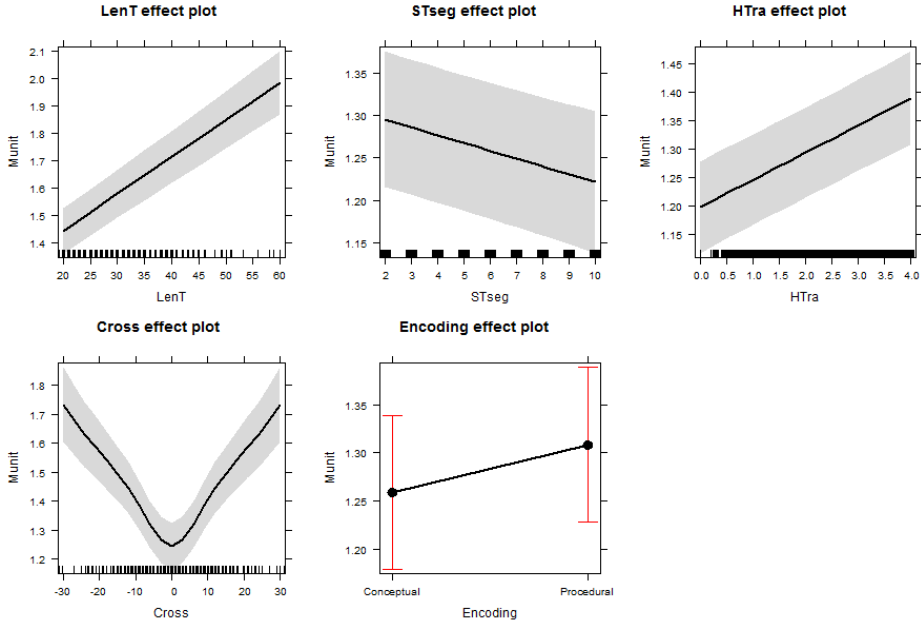 LenT effect plot
2.1
2.0
1.9
1.8
1.7
1.6
1.5
1.4
Munit
20 25 30 35 40 45 50 55 60
LenT
STseg effect plot
1.35
1.30
1.25
1.20
1.15
Munit
2 3 4 5 6 7 8 9 10
STseg
HTra effect plot
1.45
1.40
1.35
1.30
1.25
1.20
1.15
Munit
0.0 0.5 1.0 1.5 2.0 2.5 3.0 3.5 4.0
HTra
Cross effect plot
1.8
1.7
1.6
1.5
1.4
1.3
1.2
Munit
-30 -20 -10 0 10 20 30
Cross
Encoding effect plot
1.35
1.30
1.25
1.20
Munit
Conceptual Procedural
Encoding